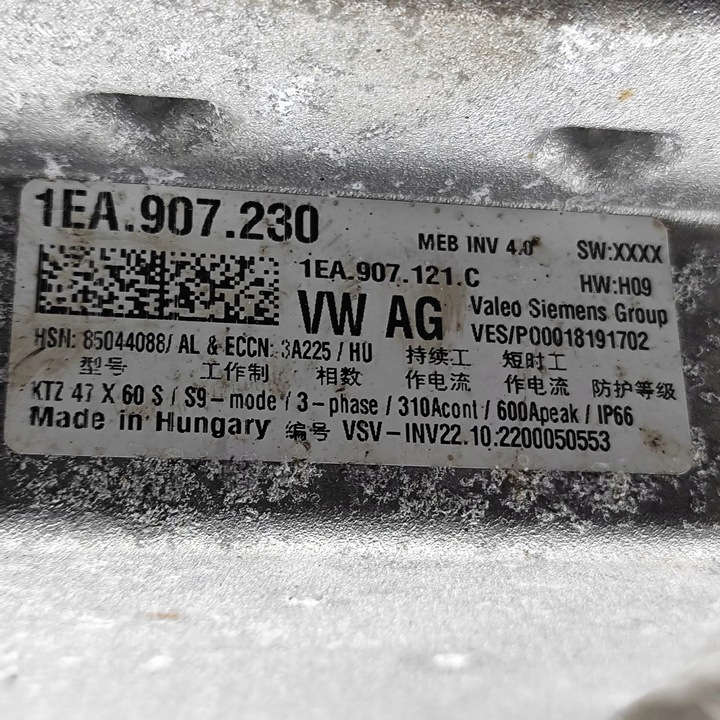 1EA.907.230
MEB INV 4.0 SW:XXXX
1EA.907.121.C HW:H09
VW AG Valeo Siemens Group
HSN: 85044088/ AL & ECCN: 3A225 / HU VES/P00018191702
型号 工作制 相数 持续工作电流 短时工作电流 防护等级
KTZ 47 X 60 S / S9-mode / 3-phase / 310Acont / 600Apeak / IP66
Made in Hungary 编号 VSV-INV22.10:2200050553